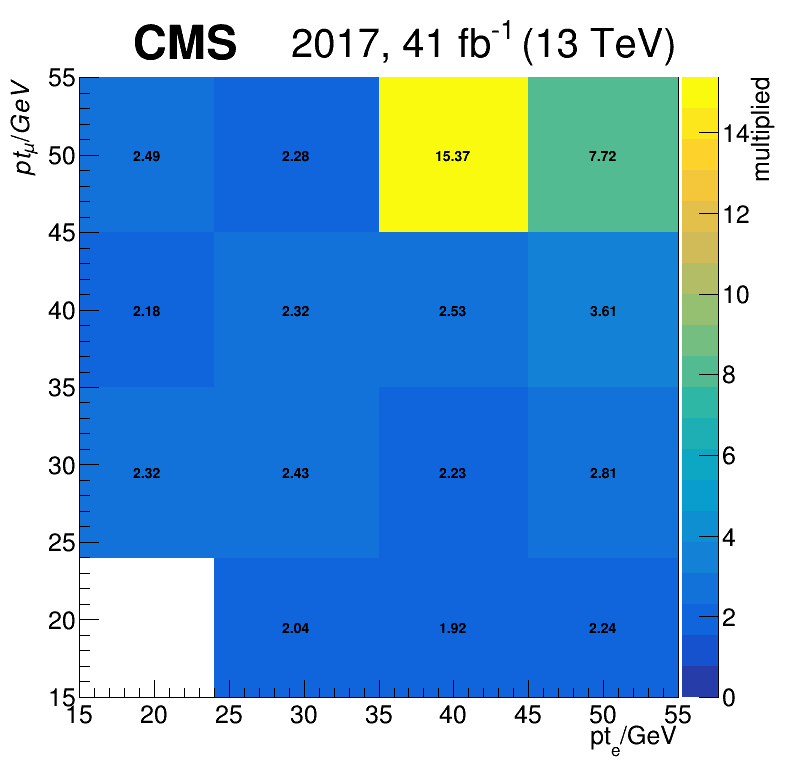 CMS 2017, 41 fb-1 (13 TeV)
ptμ/GeV
55
50
45
40
35
30
25
20
15
2.49 2.28 15.37 7.72
2.18 2.32 2.53 3.61
2.32 2.43 2.23 2.81
2.04 1.92 2.24
15 20 25 30 35 40 45 50 55
pte/GeV
multiplied
14
12
10
8
6
4
2
0